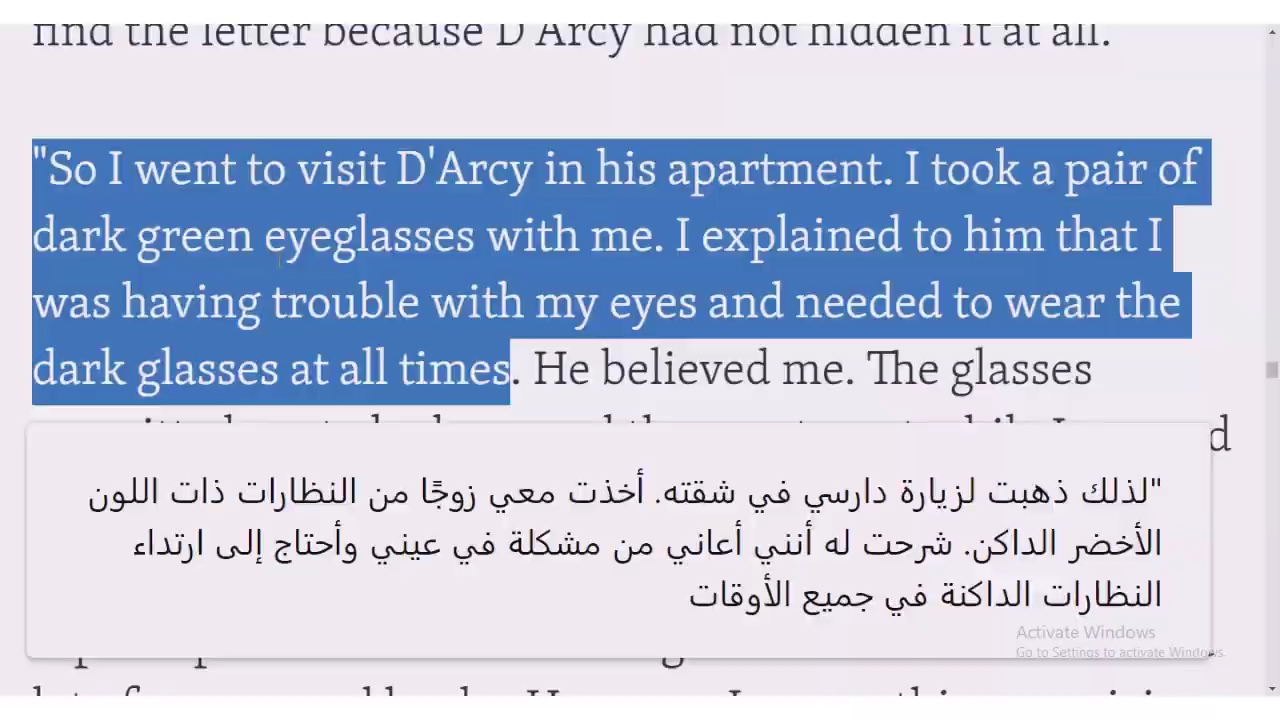 find the letter because D'Arcy had not hidden it at all.
"So I went to visit D'Arcy in his apartment. I took a pair of
dark green eyeglasses with me. I explained to him that I
was having trouble with my eyes and needed to wear the
dark glasses at all times. He believed me. The glasses
"لذلك ذهبت لزيارة دارسي في شقته. أخذت معي زوجًا من النظارات ذات اللون
الأخضر الداكن. شرحت له أنني أعاني من مشكلة في عيني وأحتاج إلى ارتداء
النظارات الداكنة في جميع الأوقات
Activate Windows
Go to Settings to activate Windows.